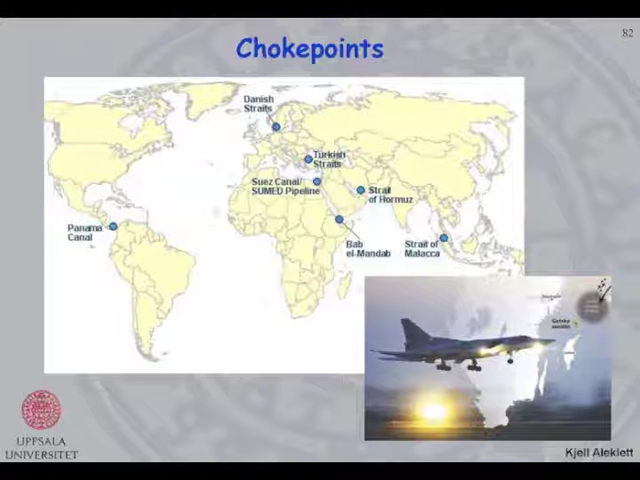 82
Chokepoints
Danish
Straits
Turkish
Straits
Suez Canal/
SUMED Pipeline
Strait
of Hormuz
Panama
Canal
Bab
el-Mandab
Strait of
Malacca
UPPSALA
UNIVERSITET
Kjell Aleklett